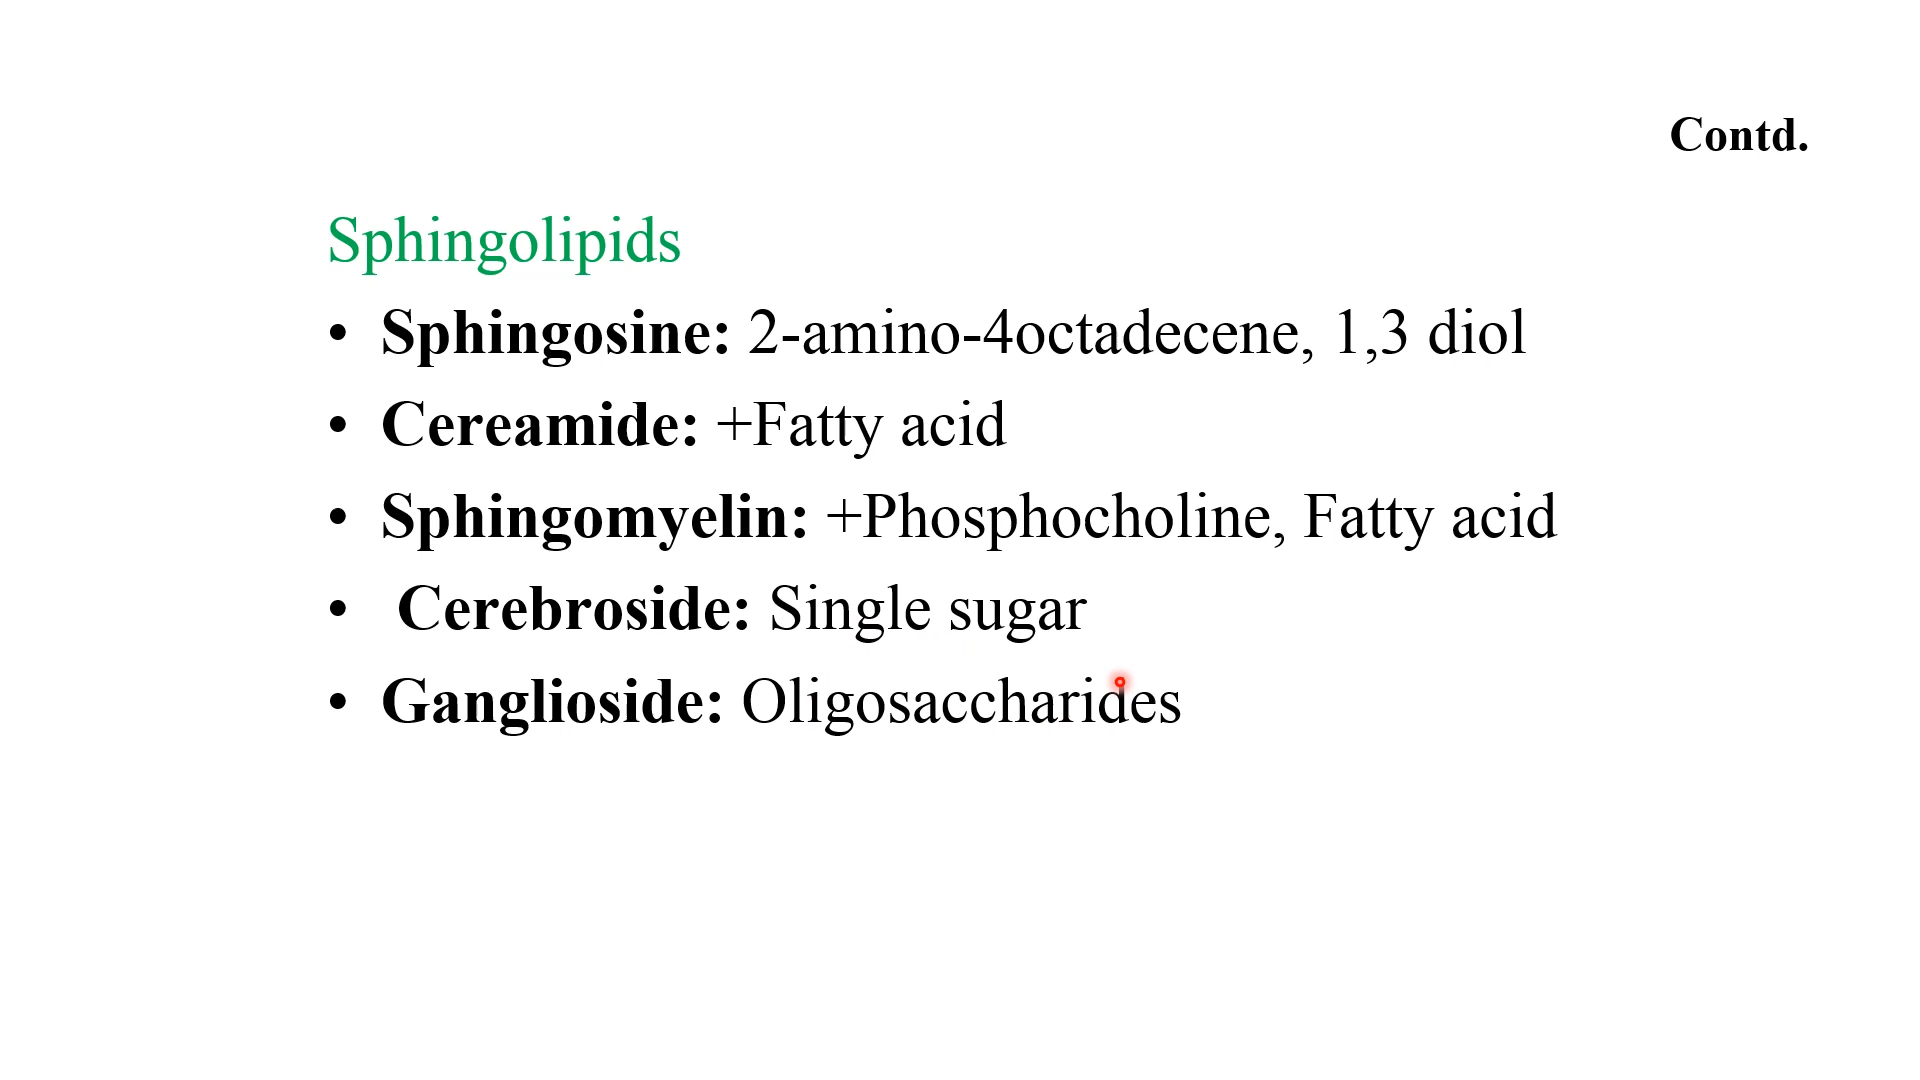 Contd.
Sphingolipids
• Sphingosine: 2-amino-4octadecene, 1,3 diol
• Cereamide: +Fatty acid
• Sphingomyelin: +Phosphocholine, Fatty acid
• Cerebroside: Single sugar
• Ganglioside: Oligosaccharides